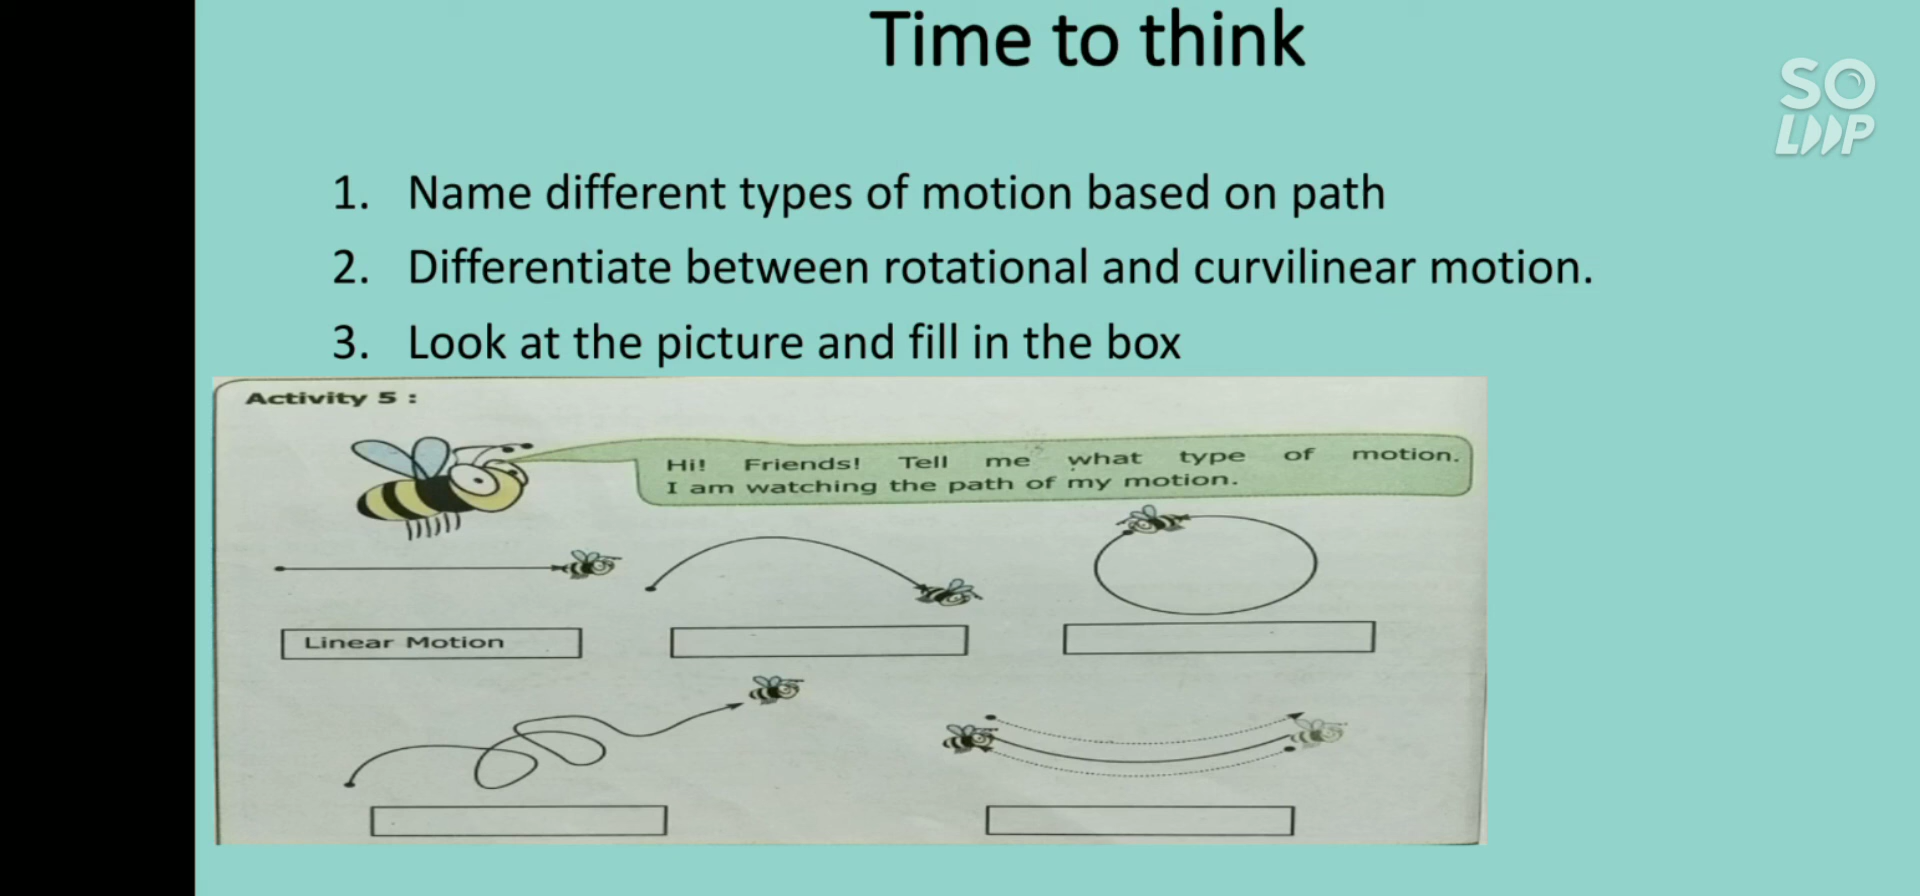 Time to think
SO
LOOP
1. Name different types of motion based on path
2. Differentiate between rotational and curvilinear motion.
3. Look at the picture and fill in the box
Activity 5 :
Hi! Friends! Tell me what type of motion.
I am watching the path of my motion.
Linear Motion